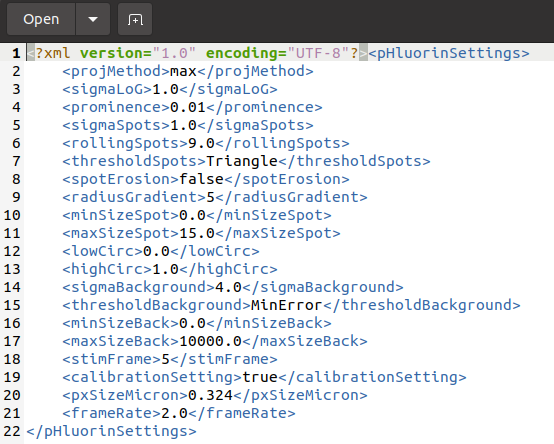 Open
1 <?xml version="1.0" encoding="UTF-8"?><pHluorinSettings>
2 <projMethod>max</projMethod>
3 <sigmaLoG>1.0</sigmaLoG>
4 <prominence>0.01</prominence>
5 <sigmaSpots>1.0</sigmaSpots>
6 <rollingSpots>9.0</rollingSpots>
7 <thresholdSpots>Triangle</thresholdSpots>
8 <spotErosion>false</spotErosion>
9 <radiusGradient>5</radiusGradient>
10 <minSizeSpot>0.0</minSizeSpot>
11 <maxSizeSpot>15.0</maxSizeSpot>
12 <lowCirc>0.0</lowCirc>
13 <highCirc>1.0</highCirc>
14 <sigmaBackground>4.0</sigmaBackground>
15 <thresholdBackground>MinError</thresholdBackground>
16 <minSizeBack>0.0</minSizeBack>
17 <maxSizeBack>10000.0</maxSizeBack>
18 <stimFrame>5</stimFrame>
19 <calibrationSetting>true</calibrationSetting>
20 <pxSizeMicron>0.324</pxSizeMicron>
21 <frameRate>2.0</frameRate>
22 </pHluorinSettings>